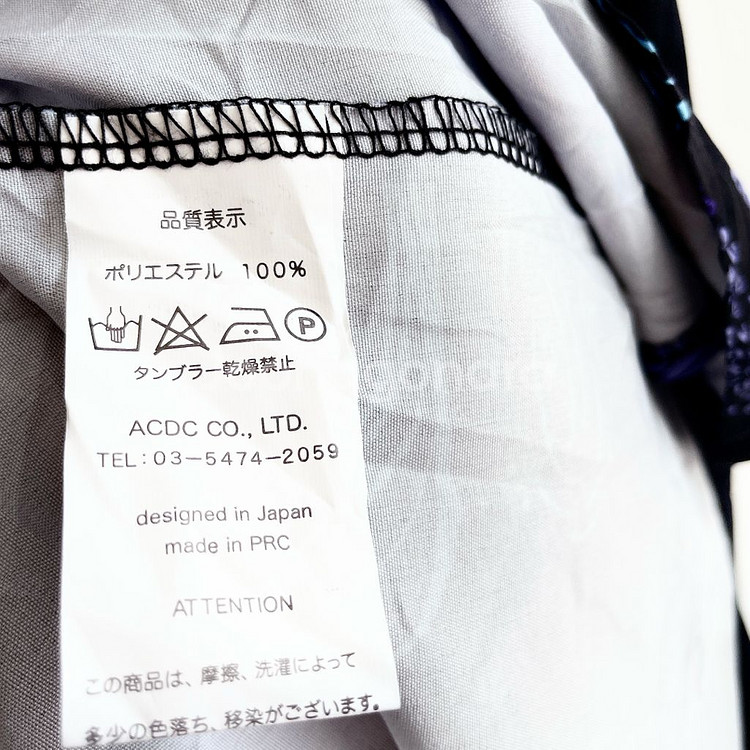 品質表示
ポリエステル 100%
P
タンブラー乾燥禁止
ACDC CO., LTD.
TEL:03-5474-2059
designed in Japan
made in PRC
ATTENTION
この商品は、摩擦、洗濯によって
多少の色落ち、移染がございます。